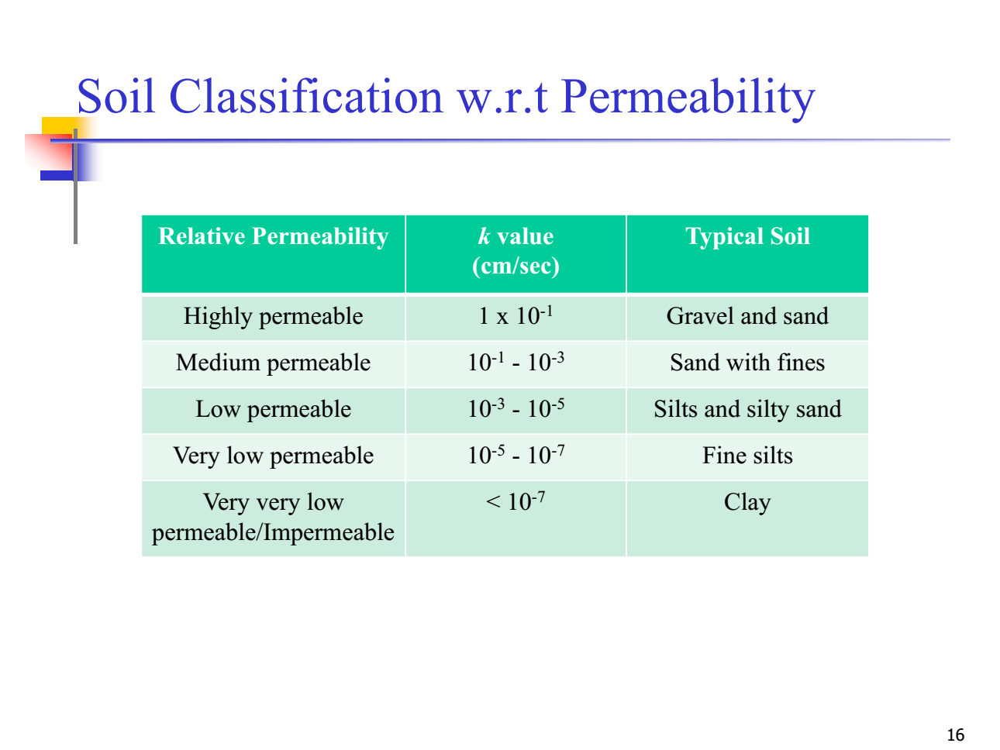 Soil Classification w.r.t Permeability
Relative Permeability
k value
(cm/sec)
Typical Soil
Highly permeable
1 x 10⁻¹
Gravel and sand
Medium permeable
10⁻¹ - 10⁻³
Sand with fines
Low permeable
10⁻³ - 10⁻⁵
Silts and silty sand
Very low permeable
10⁻⁵ - 10⁻⁷
Fine silts
Very very low
permeable/Impermeable
< 10⁻⁷
Clay
16